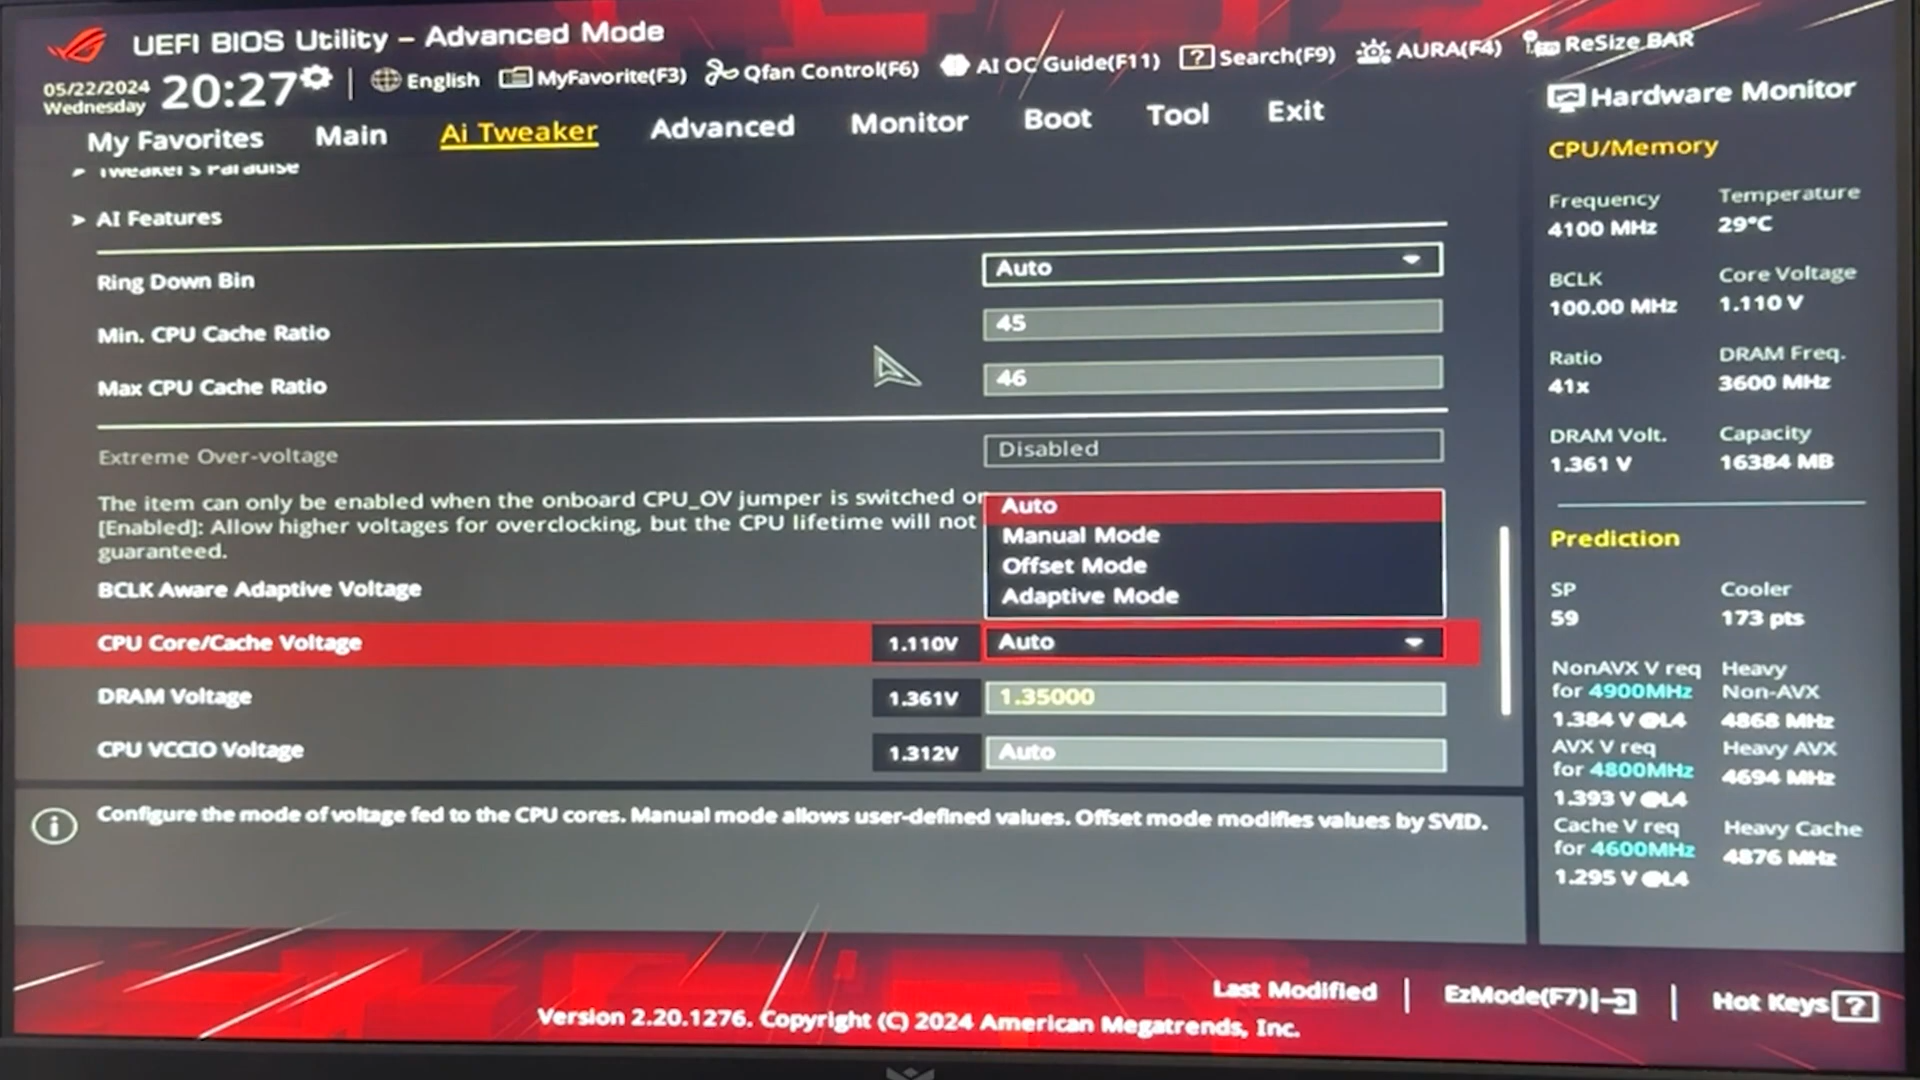 UEFI BIOS Utility – Advanced Mode
05/22/2024
Wednesday
20:27
English
MyFavorite(F3)
Qfan Control(F6)
AI OC Guide(F11)
Search(F9)
AURA(F4)
ReSize BAR
My Favorites
Main
Ai Tweaker
Advanced
Monitor
Boot
Tool
Exit
Tweaker's Paradise
AI Features
Ring Down Bin
Auto
Min. CPU Cache Ratio
45
Max CPU Cache Ratio
46
Extreme Over-voltage
Disabled
The item can only be enabled when the onboard CPU_OV jumper is switched on
[Enabled]: Allow higher voltages for overclocking, but the CPU lifetime will not
guaranteed.
Auto
Manual Mode
Offset Mode
Adaptive Mode
BCLK Aware Adaptive Voltage
CPU Core/Cache Voltage
1.110V
Auto
DRAM Voltage
1.361V
1.35000
CPU VCCIO Voltage
1.312V
Auto
Configure the mode of voltage fed to the CPU cores. Manual mode allows user-defined values. Offset mode modifies values by SVID.
Hardware Monitor
CPU/Memory
Frequency
Temperature
4100 MHz
29°C
BCLK
Core Voltage
100.00 MHz
1.110 V
Ratio
DRAM Freq.
41x
3600 MHz
DRAM Volt.
Capacity
1.361 V
16384 MB
Prediction
SP
Cooler
59
173 pts
NonAVX V req
Heavy
for 4900MHz
Non-AVX
1.384 V @L4
4868 MHz
AVX V req
Heavy AVX
for 4800MHz
4694 MHz
1.393 V @L4
Cache V req
Heavy Cache
for 4600MHz
4876 MHz
1.295 V @L4
Last Modified
EzMode(F7)
Hot Keys ?
Version 2.20.1276. Copyright (C) 2024 American Megatrends, Inc.